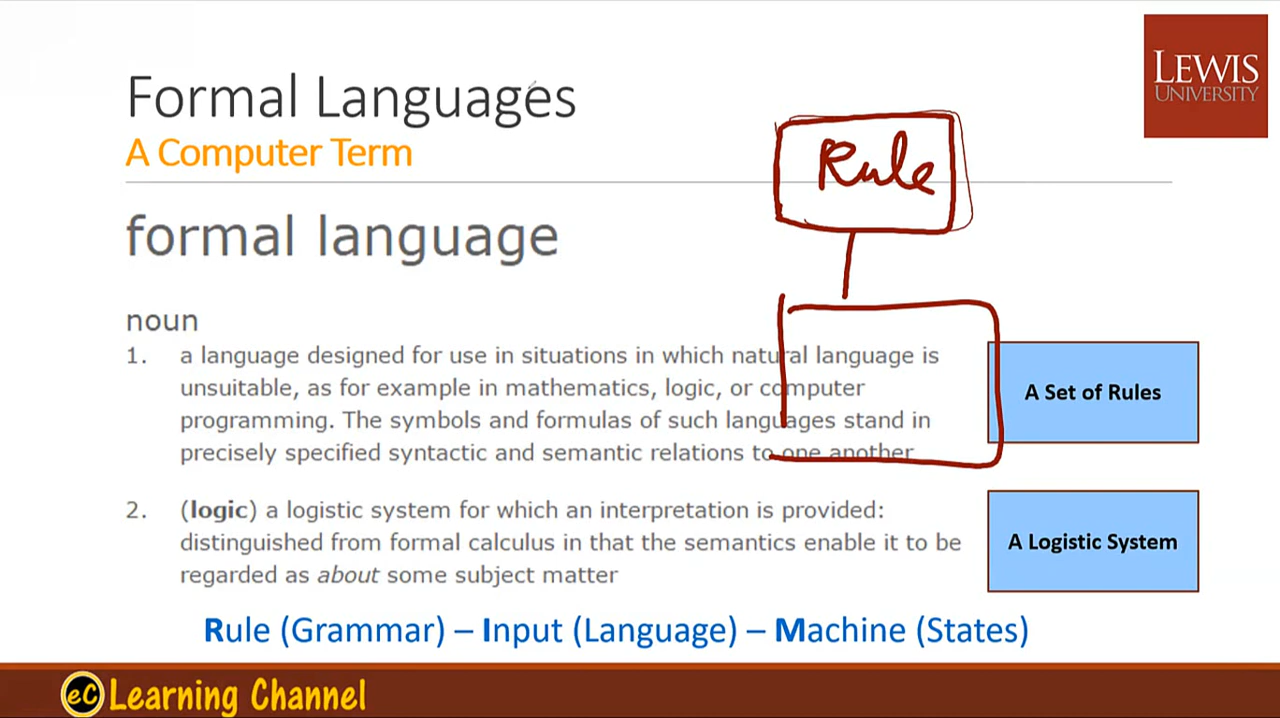 LEWIS
UNIVERSITY
Formal Languages
A Computer Term
Rule
formal language
noun
1. a language designed for use in situations in which natural language is
unsuitable, as for example in mathematics, logic, or computer
programming. The symbols and formulas of such languages stand in
precisely specified syntactic and semantic relations to one another
A Set of Rules
2. (logic) a logistic system for which an interpretation is provided:
distinguished from formal calculus in that the semantics enable it to be
regarded as about some subject matter
A Logistic System
Rule (Grammar) – Input (Language) – Machine (States)
eC Learning Channel